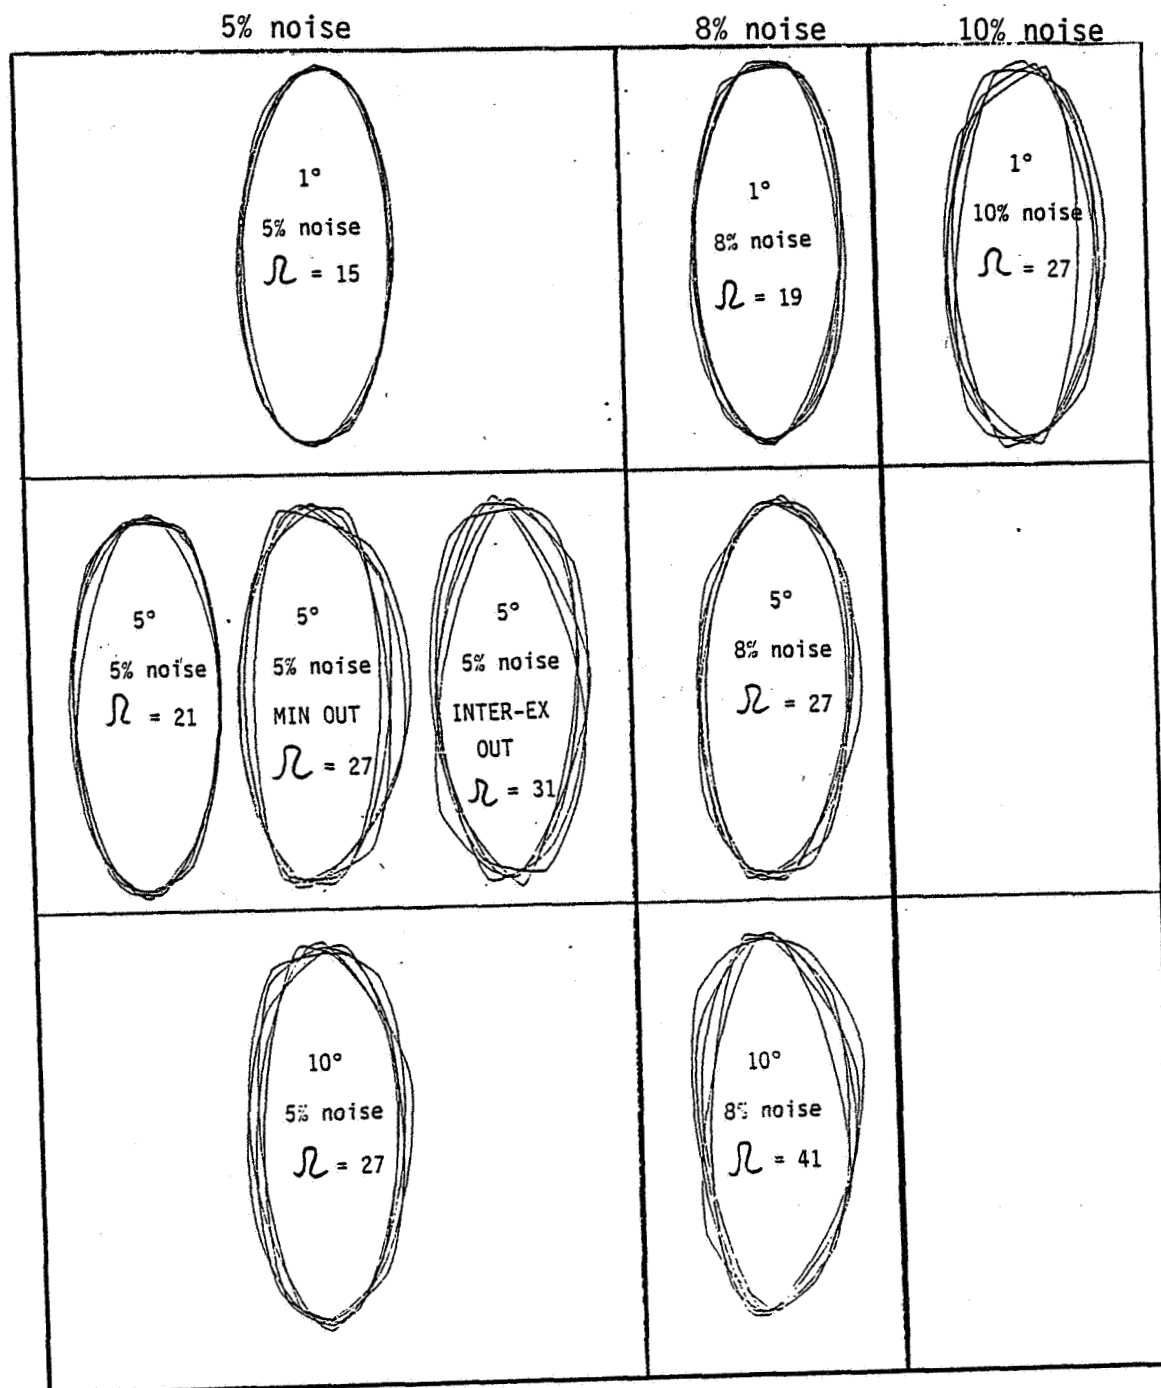 5% noise
8% noise
10% noise
1°
5% noise
Ω = 15
1°
8% noise
Ω = 19
1°
10% noise
Ω = 27
5°
5% noise
Ω = 21
5°
5% noise
MIN OUT
Ω = 27
5°
5% noise
INTER-EX
OUT
Ω = 31
5°
8% noise
Ω = 27
10°
5% noise
Ω = 27
10°
8% noise
Ω = 41